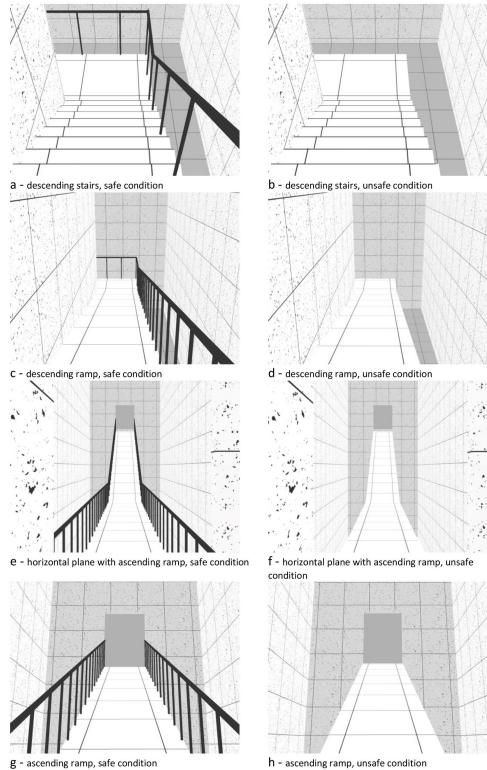 a - descending stairs, safe condition
b - descending stairs, unsafe condition
c - descending ramp, safe condition
d - descending ramp, unsafe condition
e - horizontal plane with ascending ramp, safe condition
f - horizontal plane with ascending ramp, unsafe
condition
g - ascending ramp, safe condition
h - ascending ramp, unsafe condition